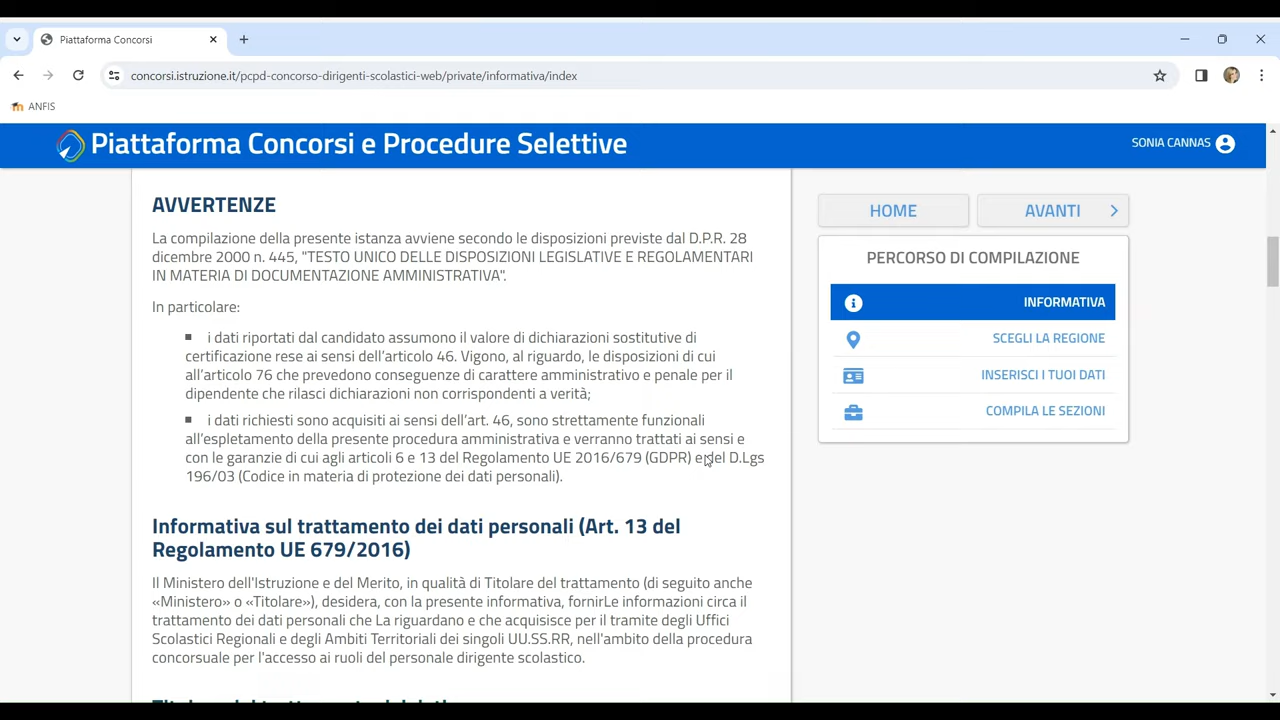 Piattaforma Concorsi
concorsi.istruzione.it/pcpd-concorso-dirigenti-scolastici-web/private/informativa/index
ANFIS
Piattaforma Concorsi e Procedure Selettive
SONIA CANNAS
AVVERTENZE
La compilazione della presente istanza avviene secondo le disposizioni previste dal D.P.R. 28
dicembre 2000 n. 445, "TESTO UNICO DELLE DISPOSIZIONI LEGISLATIVE E REGOLAMENTARI
IN MATERIA DI DOCUMENTAZIONE AMMINISTRATIVA".
In particolare:
i dati riportati dal candidato assumono il valore di dichiarazioni sostitutive di
certificazione rese ai sensi dell'articolo 46. Vigono, al riguardo, le disposizioni di cui
all'articolo 76 che prevedono conseguenze di carattere amministrativo e penale per il
dipendente che rilasci dichiarazioni non corrispondenti a verità;
i dati richiesti sono acquisiti ai sensi dell'art. 46, sono strettamente funzionali
all'espletamento della presente procedura amministrativa e verranno trattati ai sensi e
con le garanzie di cui agli articoli 6 e 13 del Regolamento UE 2016/679 (GDPR) e del D.Lgs
196/03 (Codice in materia di protezione dei dati personali).
Informativa sul trattamento dei dati personali (Art. 13 del
Regolamento UE 679/2016)
Il Ministero dell'Istruzione e del Merito, in qualità di Titolare del trattamento (di seguito anche
«Ministero» o «Titolare»), desidera, con la presente informativa, fornirLe informazioni circa il
trattamento dei dati personali che La riguardano e che acquisisce per il tramite degli Uffici
Scolastici Regionali e degli Ambiti Territoriali dei singoli UU.SS.RR, nell'ambito della procedura
concorsuale per l'accesso ai ruoli del personale dirigente scolastico.
HOME
AVANTI
PERCORSO DI COMPILAZIONE
INFORMATIVA
SCEGLI LA REGIONE
INSERISCI I TUOI DATI
COMPILA LE SEZIONI